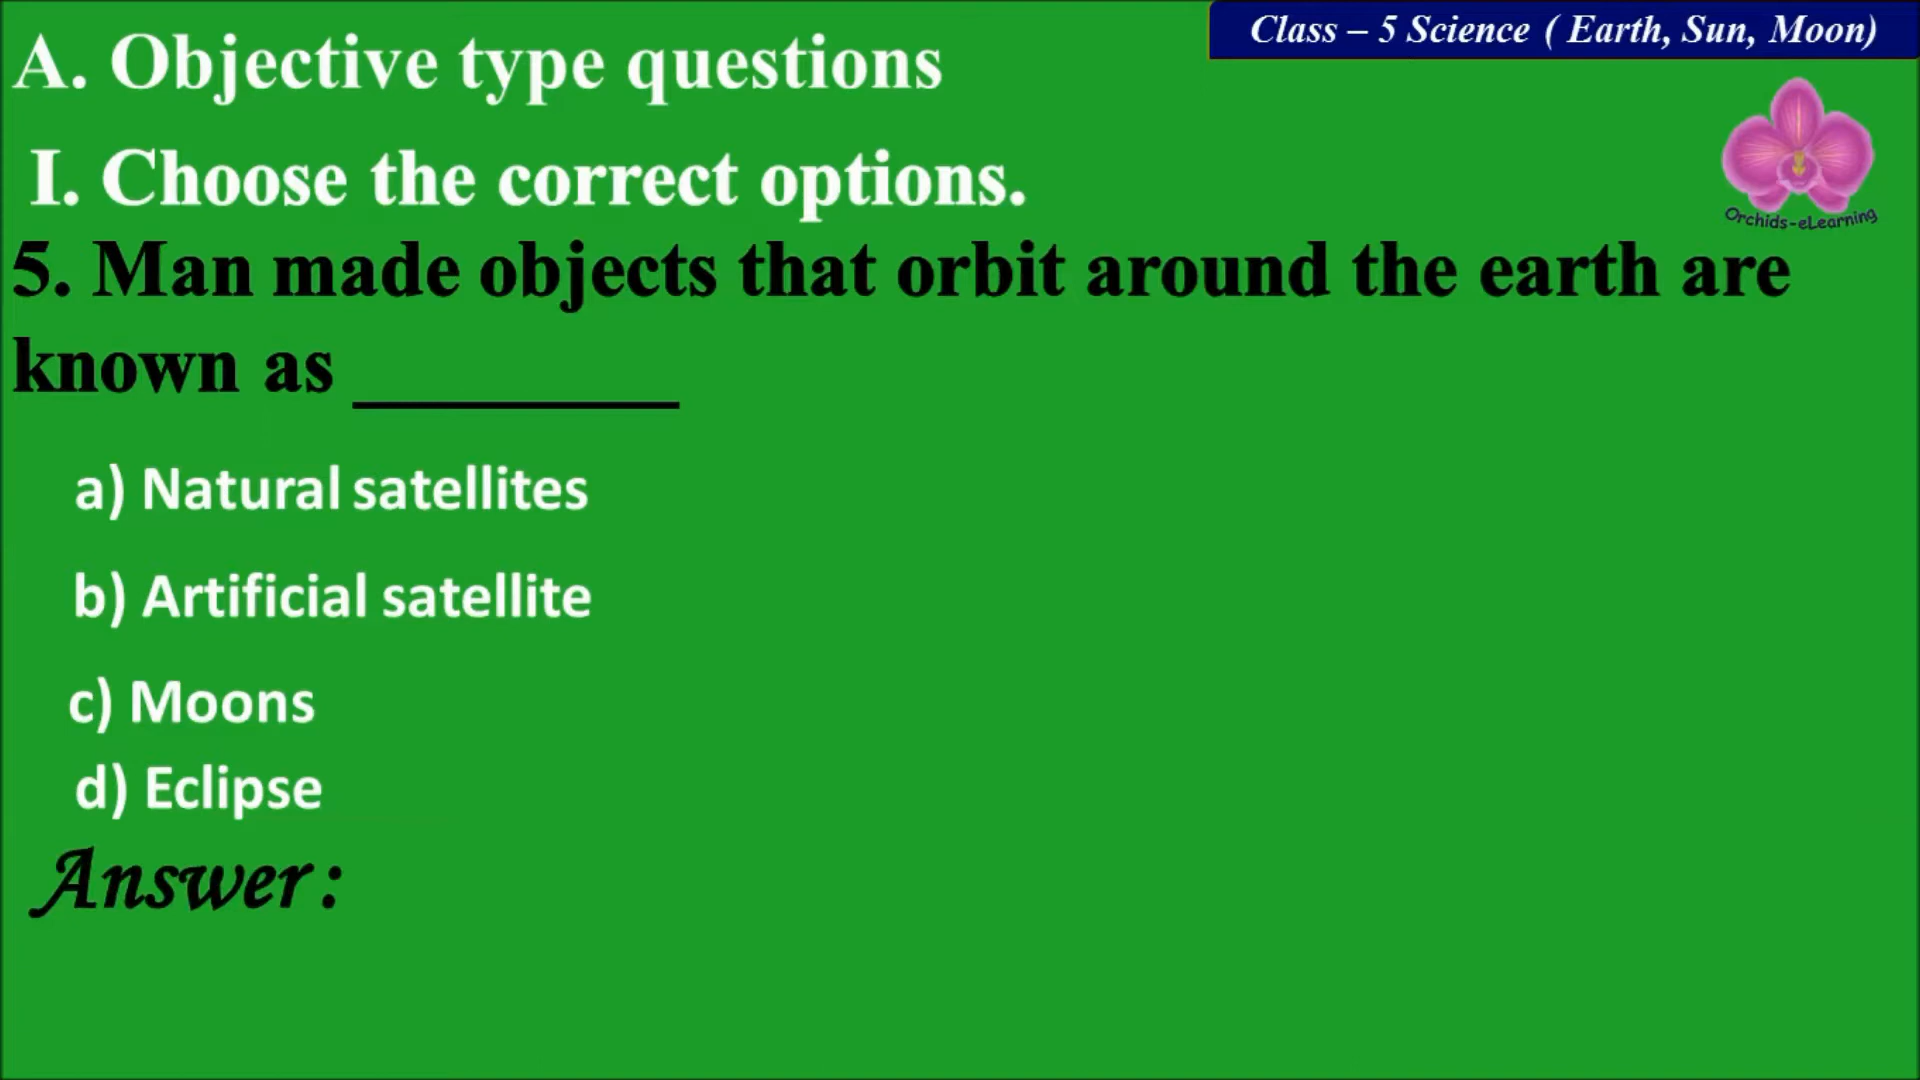 Class – 5 Science ( Earth, Sun, Moon)
A. Objective type questions
I. Choose the correct options.
Orchids-eLearning
5. Man made objects that orbit around the earth are
known as _________
a) Natural satellites
b) Artificial satellite
c) Moons
d) Eclipse
Answer: